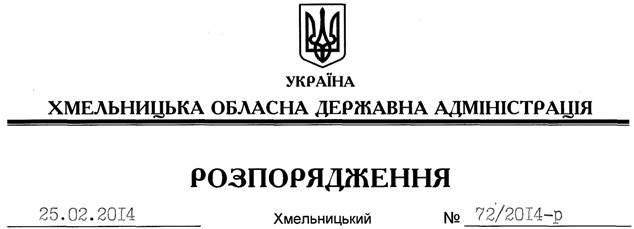 УКРАЇНА
ХМЕЛЬНИЦЬКА ОБЛАСНА ДЕРЖАВНА АДМІНІСТРАЦІЯ
РОЗПОРЯДЖЕННЯ
25.02.2014 Хмельницький № 72/2014-р